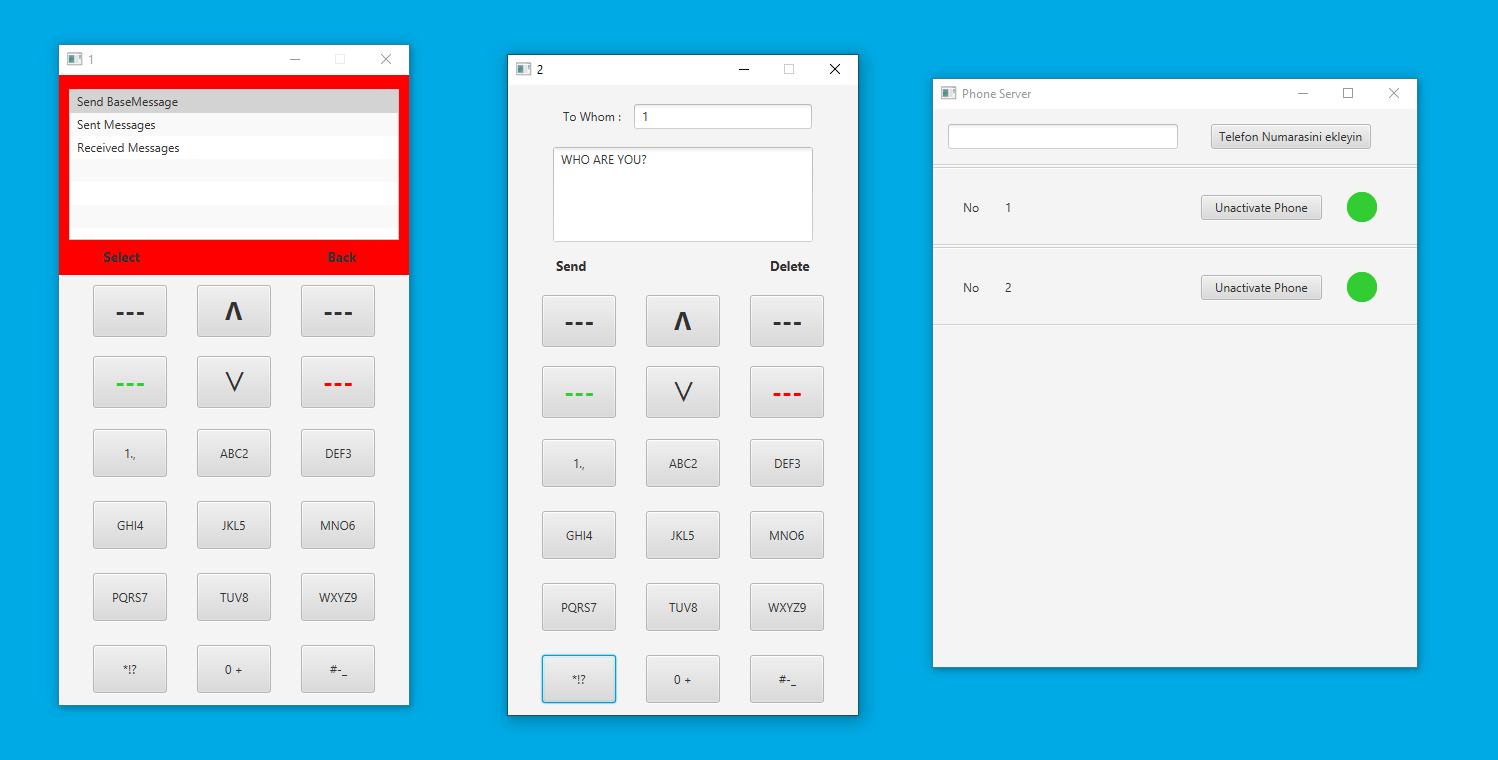 1
Send BaseMessage
Sent Messages
Received Messages
Select Back
--- Λ ---
--- V ---
1., ABC2 DEF3
GHI4 JKL5 MNO6
PQRS7 TUV8 WXYZ9
*!? 0 + #-_
2
To Whom : 1
WHO ARE YOU?
Send Delete
--- Λ ---
--- V ---
1., ABC2 DEF3
GHI4 JKL5 MNO6
PQRS7 TUV8 WXYZ9
*!? 0 + #-_
Phone Server
Telefon Numarasini ekleyin
No 1 Unactivate Phone
No 2 Unactivate Phone